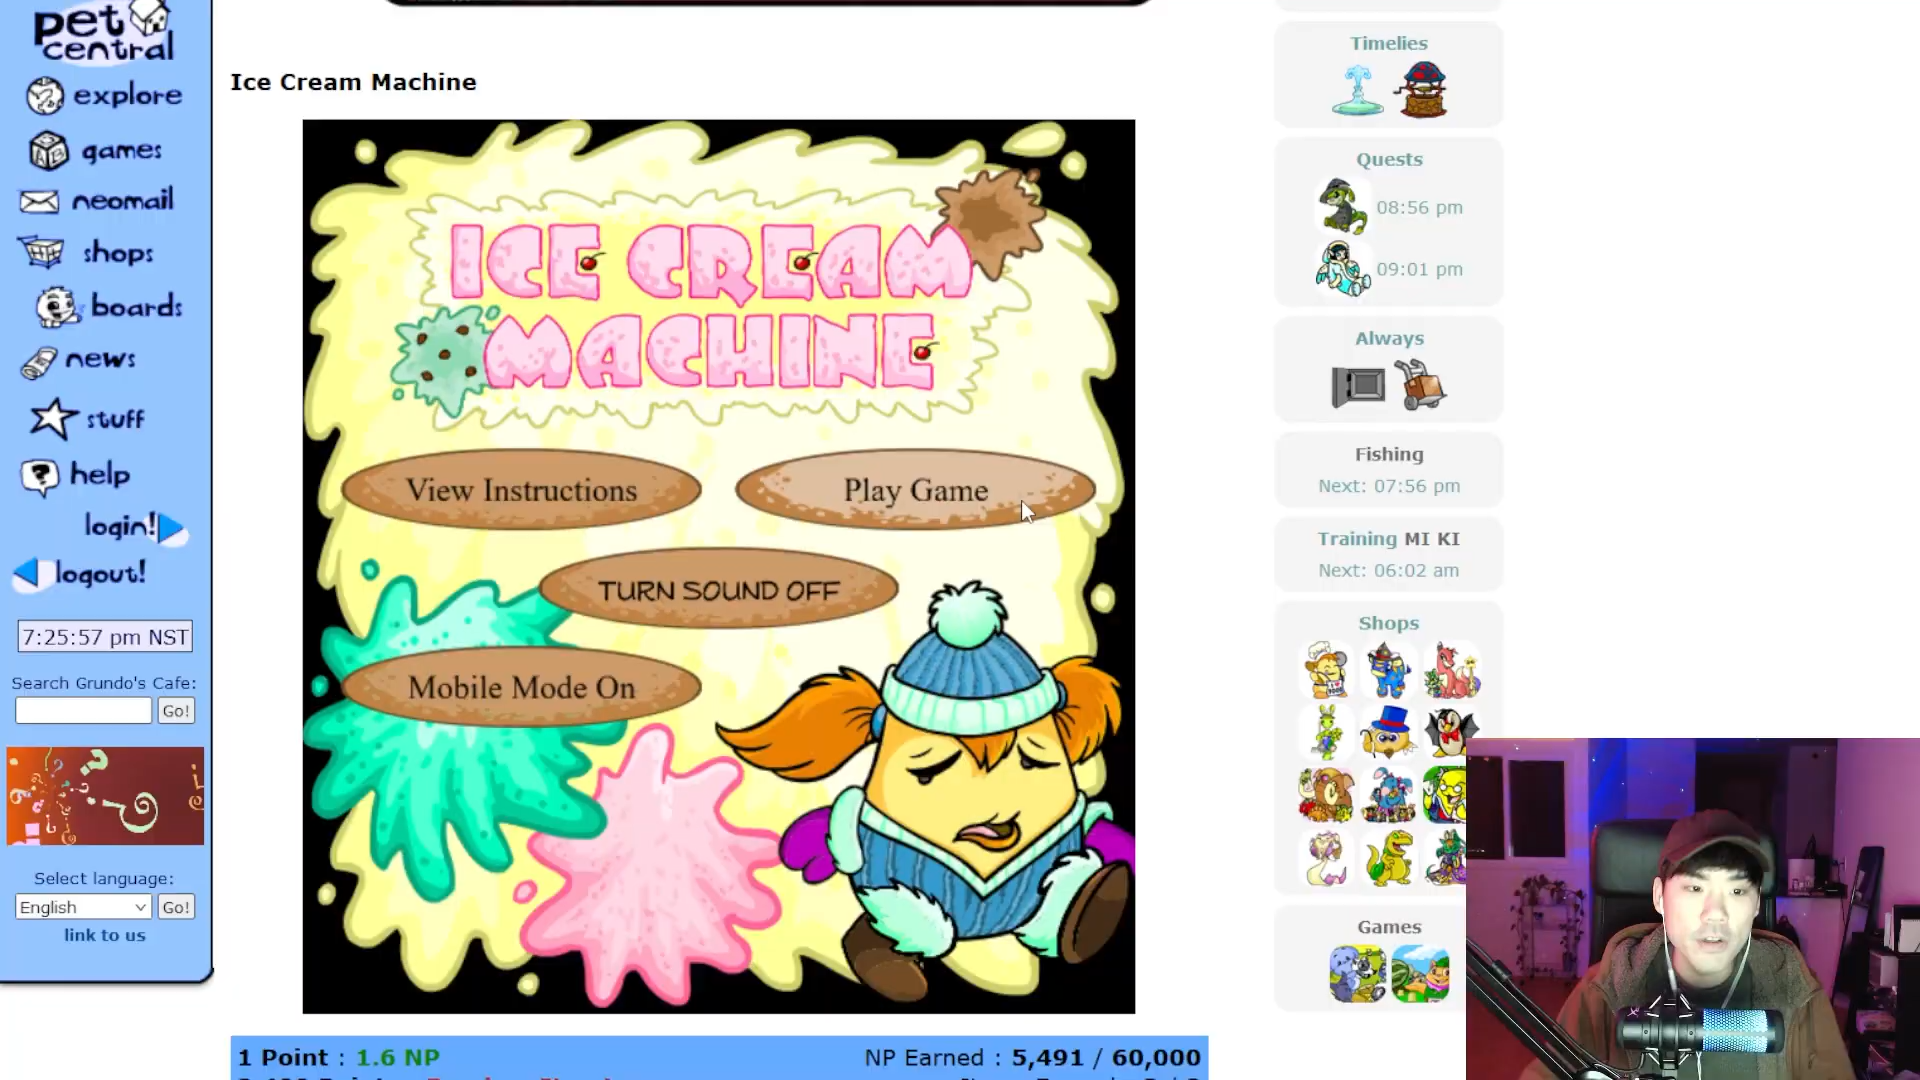 pet
central
explore
games
neomail
shops
boards
news
stuff
help
login!
logout!
7:25:57 pm NST
Search Grundo's Cafe:
Go!
Select language:
English
Go!
link to us
Ice Cream Machine
ICE CREAM
MACHINE
View Instructions
Play Game
TURN SOUND OFF
Mobile Mode On
1 Point : 1.6 NP
NP Earned : 5,491 / 60,000
Timelies
Quests
08:56 pm
09:01 pm
Always
Fishing
Next: 07:56 pm
Training MI KI
Next: 06:02 am
Shops
Games